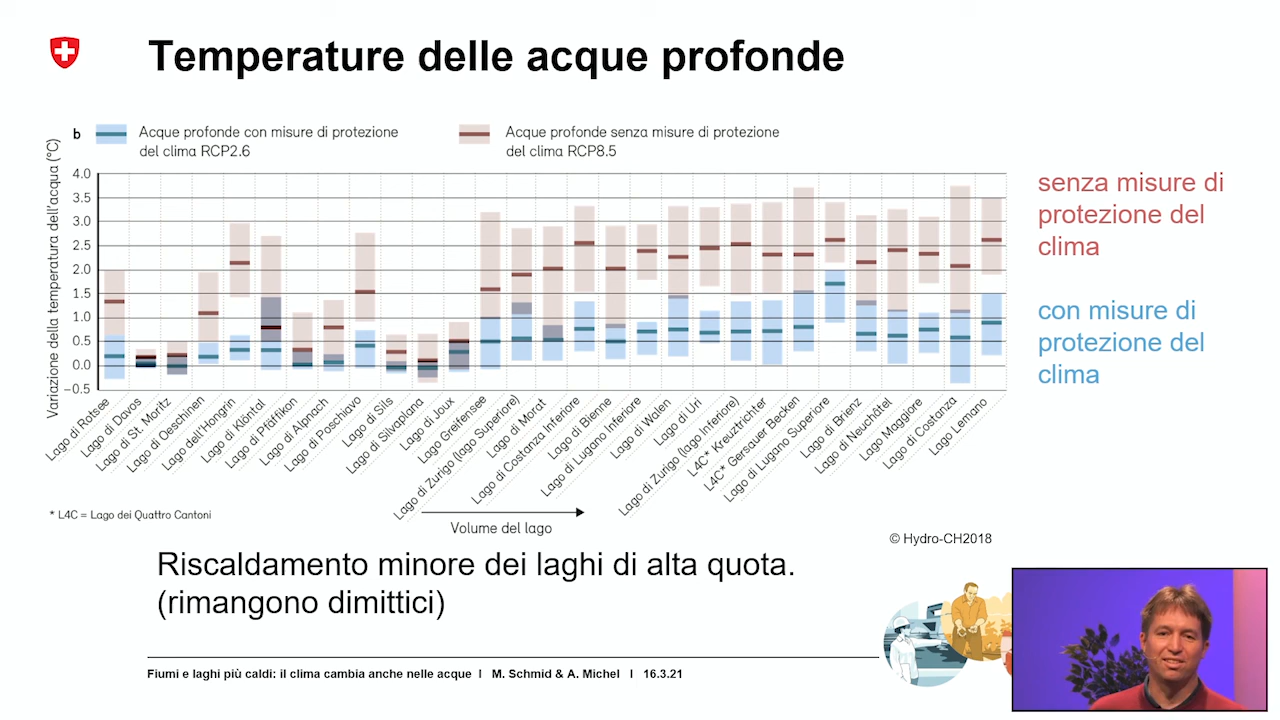 Temperature delle acque profonde
b
Acque profonde con misure di protezione
del clima RCP2.6
Acque profonde senza misure di protezione
del clima RCP8.5
Variazione della temperatura dell'acqua (°C)
4.0
3.5
3.0
2.5
2.0
1.5
1.0
0.5
0.0
−0.5
senza misure di
protezione del
clima
con misure di
protezione del
clima
Lago di Rotsee
Lago di Davos
Lago di St. Moritz
Lago di Oeschinen
Lago dell'Hongrin
Lago di Klöntal
Lago di Pfäffikon
Lago di Alpnach
Lago di Poschiavo
Lago di Sils
Lago di Silvaplana
Lago di Joux
Lago Greifensee
Lago di Zurigo (lago Superiore)
Lago di Morat
Lago di Costanza Inferiore
Lago di Bienne
Lago di Lugano Inferiore
Lago di Walen
Lago di Uri
Lago di Zurigo (lag Inferiore)
L4C* Kreuztrichter
L4C* Gersauer Becken
Lago di Lugano Superiore
Lago di Brienz
Lago di Neuchâtel
Lago Maggiore
Lago di Costanza
Lago Lemano
* L4C = Lago dei Quattro Cantoni
Volume del lago
© Hydro-CH2018
Riscaldamento minore dei laghi di alta quota.
(rimangono dimittici)
Fiumi e laghi più caldi: il clima cambia anche nelle acque I M. Schmid & A. Michel I 16.3.21